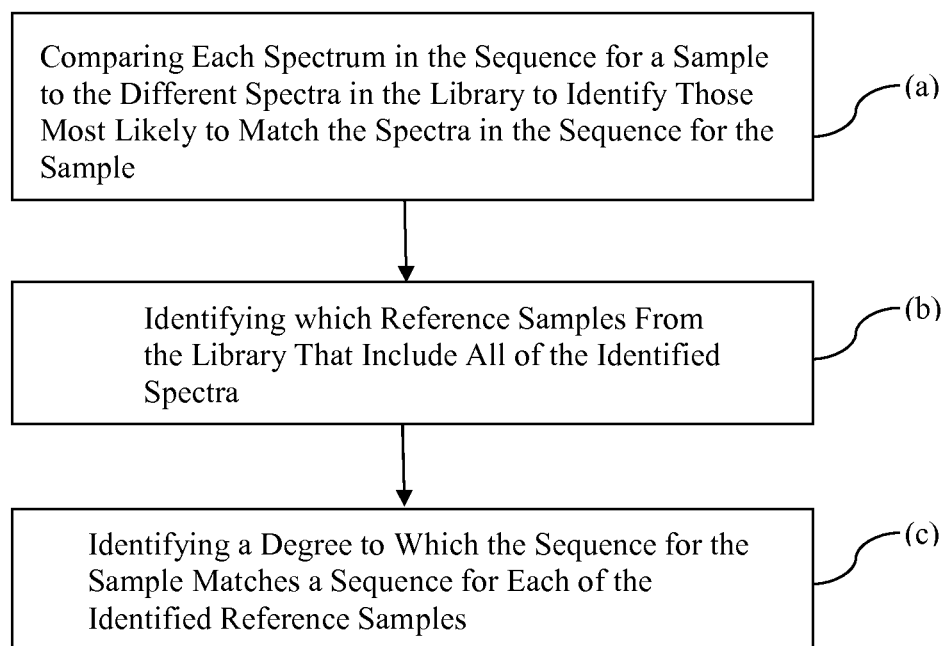 Comparing Each Spectrum in the Sequence for a Sample
to the Different Spectra in the Library to Identify Those
Most Likely to Match the Spectra in the Sequence for the
Sample
(a)
Identifying which Reference Samples From
the Library That Include All of the Identified
Spectra
(b)
Identifying a Degree to Which the Sequence for the
Sample Matches a Sequence for Each of the
Identified Reference Samples
(c)